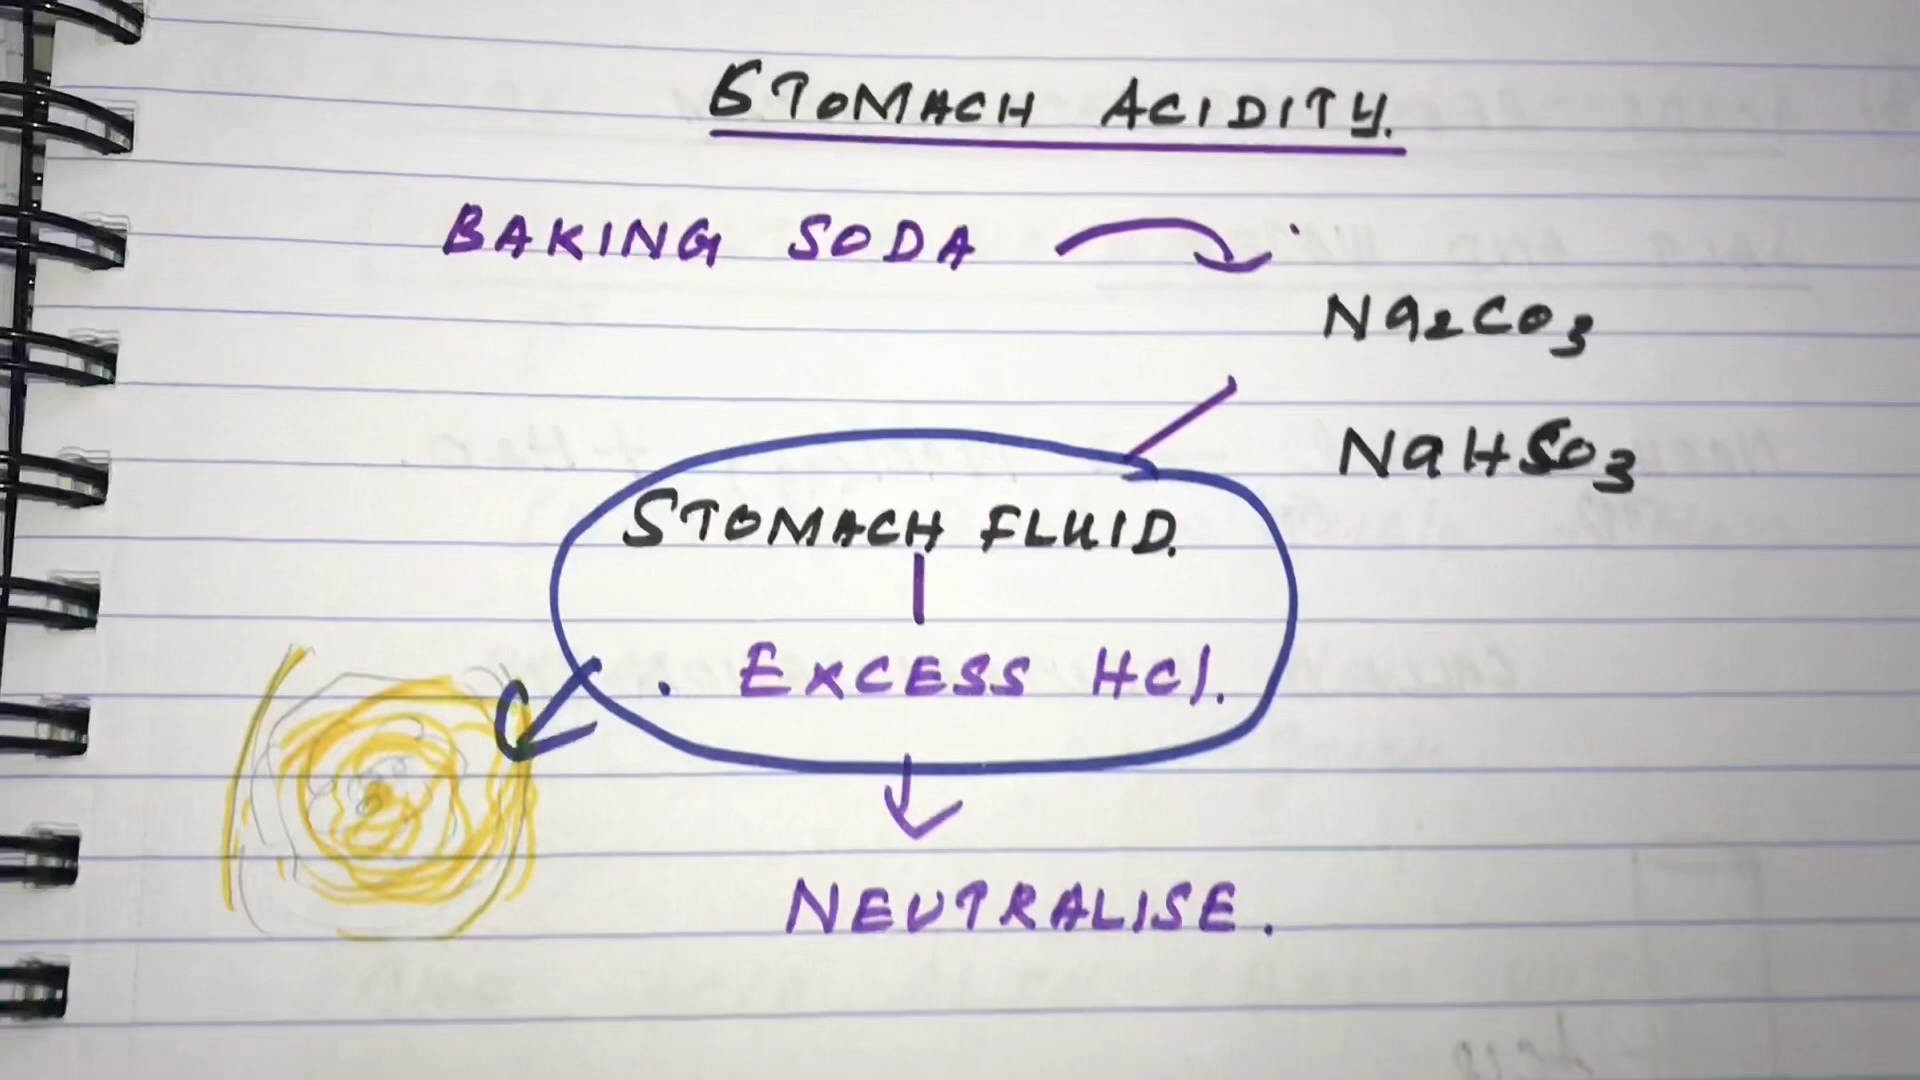 STOMACH ACIDITY.
BAKING SODA
Na2CO3
NaHSO3
STOMACH FLUID.
. EXCESS HCl.
NEUTRALISE.